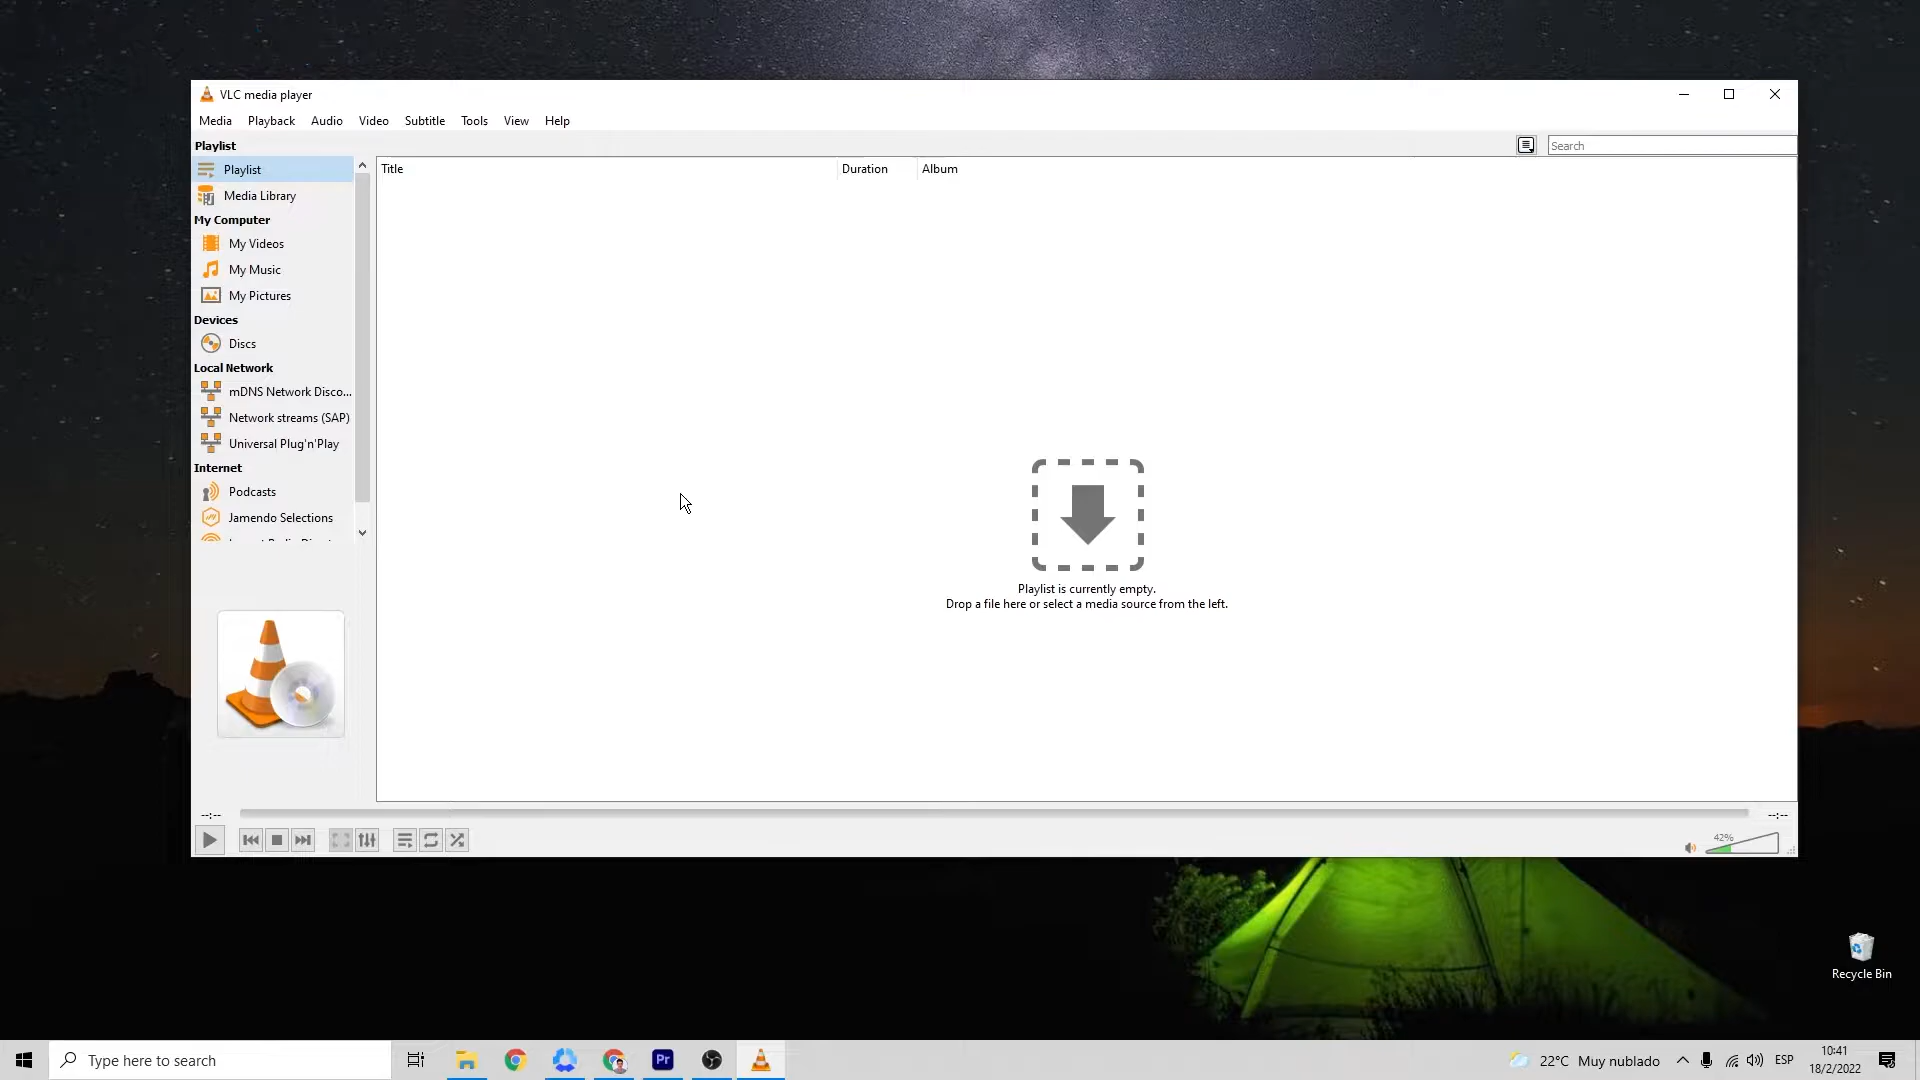 VLC media player
Media Playback Audio Video Subtitle Tools View Help
Playlist
Search
Playlist
Title Duration Album
Media Library
My Computer
My Videos
My Music
My Pictures
Devices
Discs
Local Network
mDNS Network Disco...
Network streams (SAP)
Universal Plug'n'Play
Internet
Podcasts
Jamendo Selections
Playlist is currently empty.
Drop a file here or select a media source from the left.
--:--
--:--
42%
Recycle Bin
Type here to search
Pr
22°C Muy nublado
ESP
10:41
18/2/2022